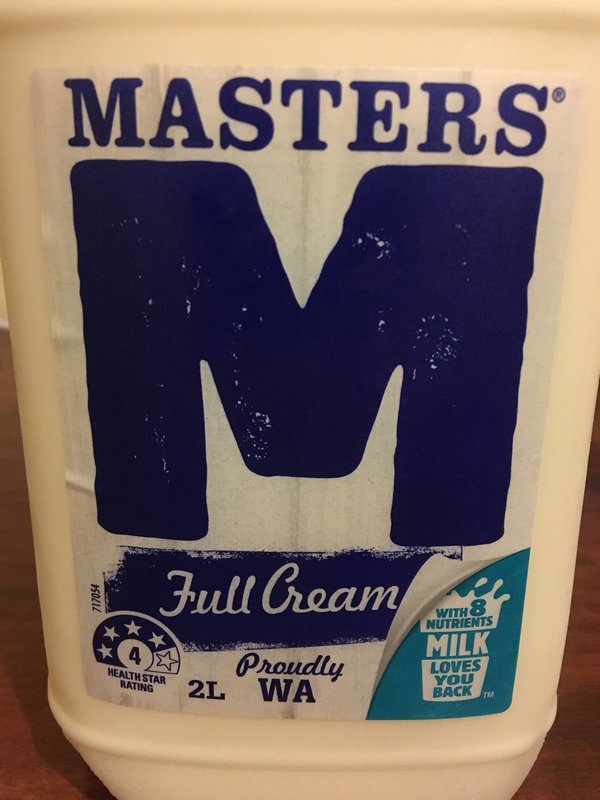 MASTERS®
M
Full Cream
717054
4
HEALTH STAR
RATING
2L
Proudly
WA
WITH 8
NUTRIENTS
MILK
LOVES
YOU
BACK TM